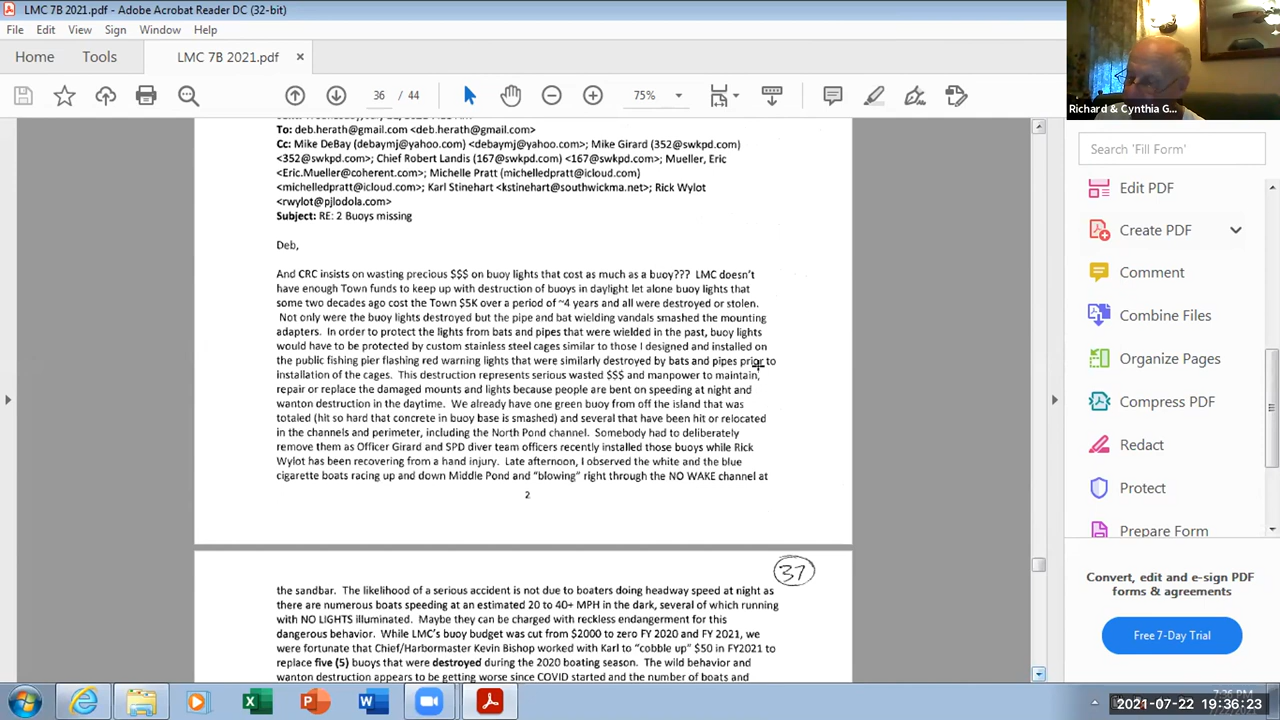 LMC 7B 2021.pdf - Adobe Acrobat Reader DC (32-bit)
File Edit View Sign Window Help
Home Tools LMC 7B 2021.pdf ×
36 / 44 75%
Richard & Cynthia G...
To: deb.herath@gmail.com <deb.herath@gmail.com>
Cc: Mike DeBay (debaymj@yahoo.com) <debaymj@yahoo.com>; Mike Girard (352@swkpd.com)
<352@swkpd.com>; Chief Robert Landis (167@swkpd.com) <167@swkpd.com>; Mueller, Eric
<Eric.Mueller@coherent.com>; Michelle Pratt (michelledpratt@icloud.com)
<michelledpratt@icloud.com>; Karl Stinehart <kstinehart@southwickma.net>; Rick Wylot
<rwylot@pjlodola.com>
Subject: RE: 2 Buoys missing
Deb,
And CRC insists on wasting precious $$$ on buoy lights that cost as much as a buoy??? LMC doesn't
have enough Town funds to keep up with destruction of buoys in daylight let alone buoy lights that
some two decades ago cost the Town $5K over a period of ~4 years and all were destroyed or stolen.
Not only were the buoy lights destroyed but the pipe and bat wielding vandals smashed the mounting
adapters. In order to protect the lights from bats and pipes that were wielded in the past, buoy lights
would have to be protected by custom stainless steel cages similar to those I designed and installed on
the public fishing pier flashing red warning lights that were similarly destroyed by bats and pipes prior to
installation of the cages. This destruction represents serious wasted $$$ and manpower to maintain,
repair or replace the damaged mounts and lights because people are bent on speeding at night and
wanton destruction in the daytime. We already have one green buoy from off the island that was
totaled (hit so hard that concrete in buoy base is smashed) and several that have been hit or relocated
in the channels and perimeter, including the North Pond channel. Somebody had to deliberately
remove them as Officer Girard and SPD diver team officers recently installed those buoys while Rick
Wylot has been recovering from a hand injury. Late afternoon, I observed the white and the blue
cigarette boats racing up and down Middle Pond and "blowing" right through the NO WAKE channel at
2
37
the sandbar. The likelihood of a serious accident is not due to boaters doing headway speed at night as
there are numerous boats speeding at an estimated 20 to 40+ MPH in the dark, several of which running
with NO LIGHTS illuminated. Maybe they can be charged with reckless endangerment for this
dangerous behavior. While LMC's buoy budget was cut from $2000 to zero FY 2020 and FY 2021, we
were fortunate that Chief/Harbormaster Kevin Bishop worked with Karl to "cobble up" $50 in FY2021 to
replace five (5) buoys that were destroyed during the 2020 boating season. The wild behavior and
wanton destruction appears to be getting worse since COVID started and the number of boats and
Search 'Fill Form'
Edit PDF
Create PDF
Comment
Combine Files
Organize Pages
Compress PDF
Redact
Protect
Prepare Form
Convert, edit and e-sign PDF
forms & agreements
Free 7-Day Trial
2021-07-22 19:36:23